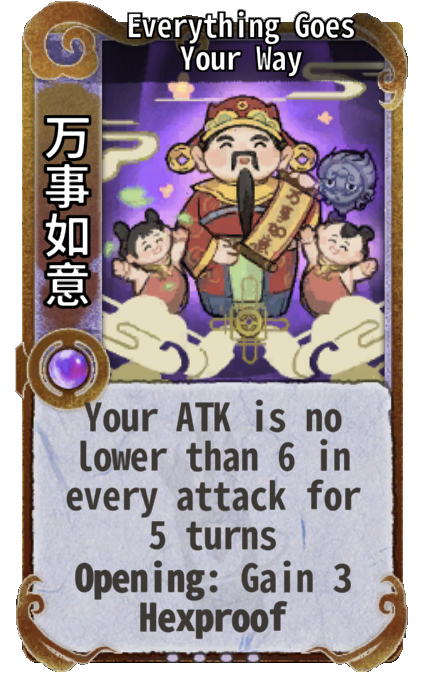 Everything Goes
Your Way
万事如意
Your ATK is no
lower than 6 in
every attack for
5 turns
Opening: Gain 3
Hexproof